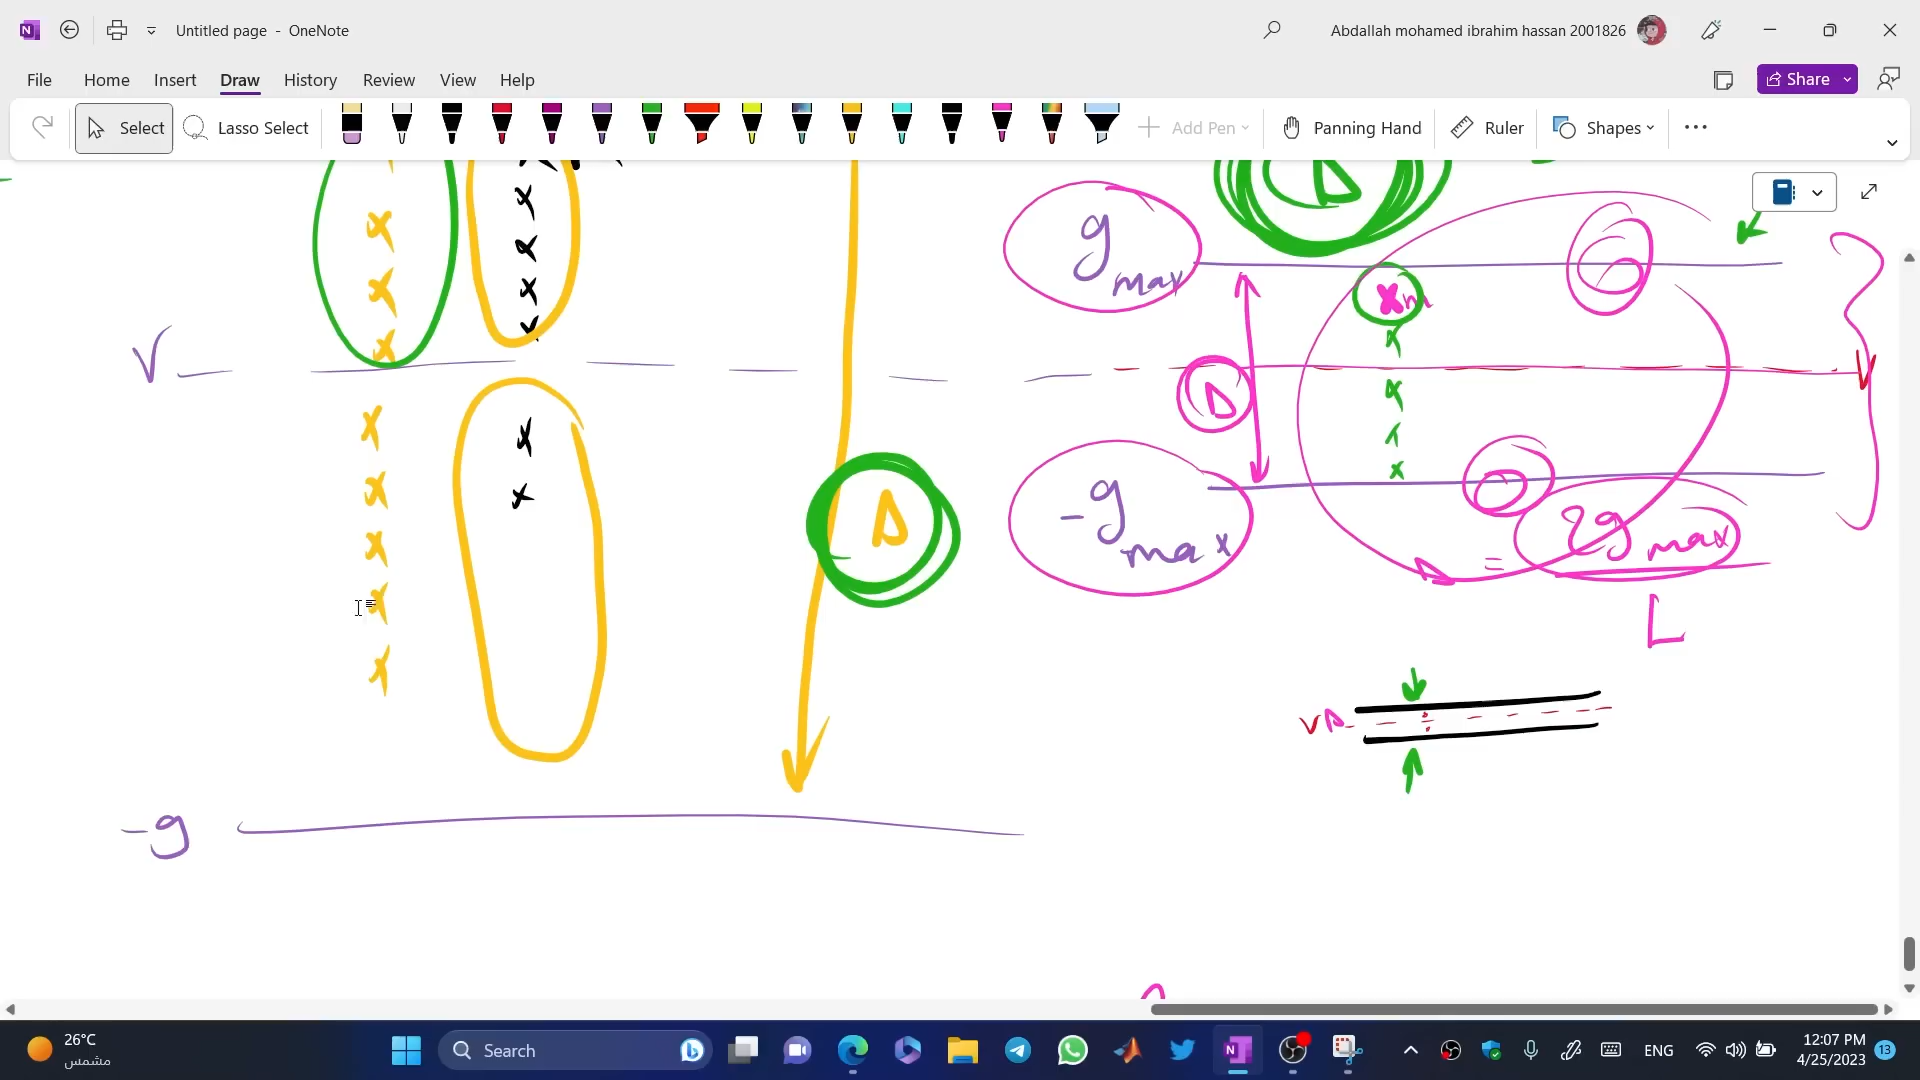 Untitled page - OneNote
Abdallah mohamed ibrahim hassan 2001826
File Home Insert Draw History Review View Help
Share
Select
Lasso Select
Add Pen
Panning Hand
Ruler
Shapes
g max
V
Δ
Δ
-g max
= 2g max
L
-g
26°C
مشمس
Search
ENG
12:07 PM
4/25/2023
13